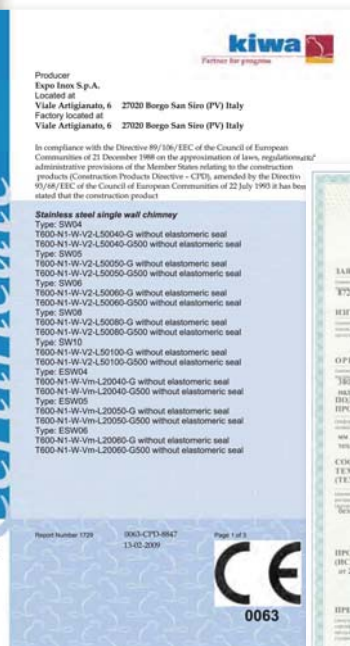 kiwa
Partner for progress
Producer
Expo Inox S.p.A.
Located at
Viale Artigianato, 6 27020 Borgo San Siro (PV) Italy
Factory located at
Viale Artigianato, 6 27020 Borgo San Siro (PV) Italy
In compliance with the Directive 89/106/EEC of the Council of European
Communities of 21 December 1988 on the approximation of laws, regulations and
administrative provisions of the Member States relating to the construction
products (Construction Products Directive – CPD), amended by the Directiv
93/68/EEC of the Council of European Communities of 22 July 1993 it has bee
stated that the construction product
Stainless steel single wall chimney
Type: SW04
T600-N1-W-V2-L50040-G without elastomeric seal
T600-N1-W-V2-L50040-G500 without elastomeric seal
Type: SW05
T600-N1-W-V2-L50050-G without elastomeric seal
T600-N1-W-V2-L50050-G500 without elastomeric seal
Type: SW06
T600-N1-W-V2-L50060-G without elastomeric seal
T600-N1-W-V2-L50060-G500 without elastomeric seal
Type: SW08
T600-N1-W-V2-L50080-G without elastomeric seal
T600-N1-W-V2-L50080-G500 without elastomeric seal
Type: SW10
T600-N1-W-V2-L50100-G without elastomeric seal
T600-N1-W-V2-L50100-G500 without elastomeric seal
Type: ESW04
T600-N1-W-Vm-L20040-G without elastomeric seal
T600-N1-W-Vm-L20040-G500 without elastomeric seal
Type: ESW05
T600-N1-W-Vm-L20050-G without elastomeric seal
T600-N1-W-Vm-L20050-G500 without elastomeric seal
Type: ESW06
T600-N1-W-Vm-L20060-G without elastomeric seal
T600-N1-W-Vm-L20060-G500 without elastomeric seal
Report Number 1729 0063-CPD-8847 Page 1 of 3
13-02-2009
CE
0063